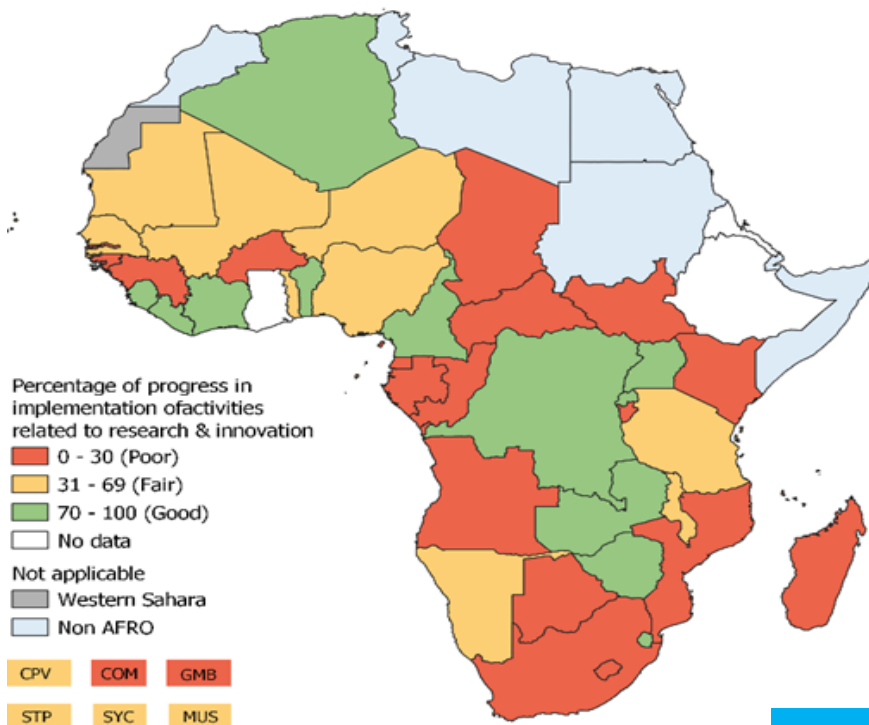 Percentage of progress in
implementation ofactivities
related to research & innovation
0 - 30 (Poor)
31 - 69 (Fair)
70 - 100 (Good)
No data
Not applicable
Western Sahara
Non AFRO
CPV COM GMB
STP SYC MUS